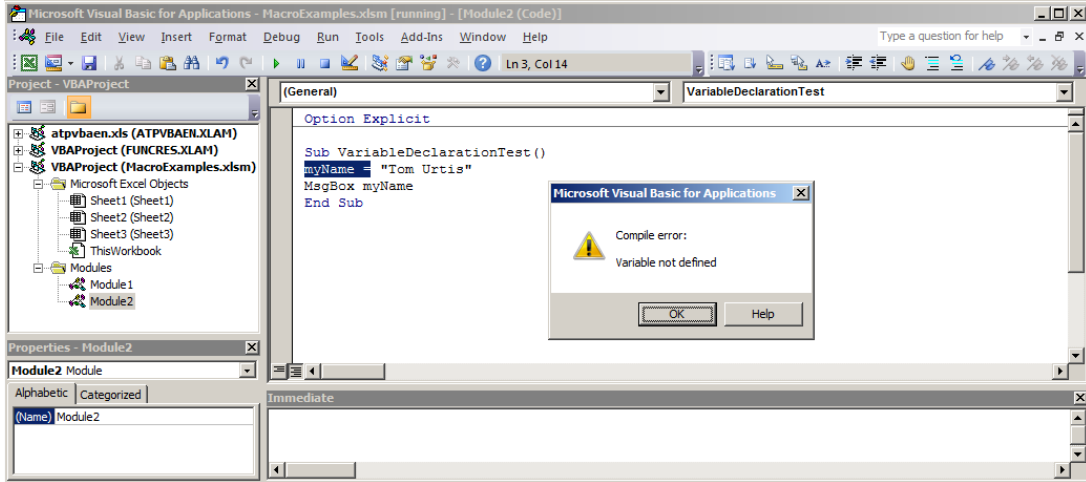 Microsoft Visual Basic for Applications - MacroExamples.xlsm [running] - [Module2 (Code)]
File Edit View Insert Format Debug Run Tools Add-Ins Window Help
Type a question for help
Ln 3, Col 14
Project - VBAProject
(General)
VariableDeclarationTest
atpvbaen.xls (ATPVBAEN.XLAM)
VBAProject (FUNCRES.XLAM)
VBAProject (MacroExamples.xlsm)
Microsoft Excel Objects
Sheet1 (Sheet1)
Sheet2 (Sheet2)
Sheet3 (Sheet3)
ThisWorkbook
Modules
Module1
Module2
Option Explicit
Sub VariableDeclarationTest()
myName = "Tom Urtis"
MsgBox myName
End Sub
Microsoft Visual Basic for Applications
Compile error:
Variable not defined
OK Help
Properties - Module2
Module2 Module
Alphabetic Categorized
(Name) Module2
Immediate